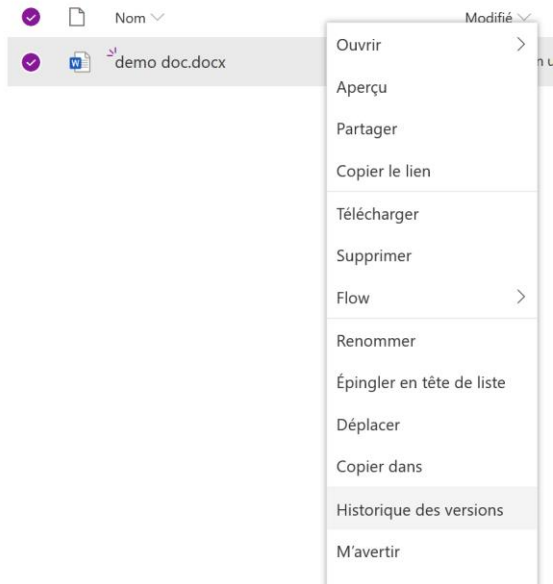 Nom Modifié
demo doc.docx
Ouvrir
Aperçu
Partager
Copier le lien
Télécharger
Supprimer
Flow
Renommer
Épingler en tête de liste
Déplacer
Copier dans
Historique des versions
M'avertir